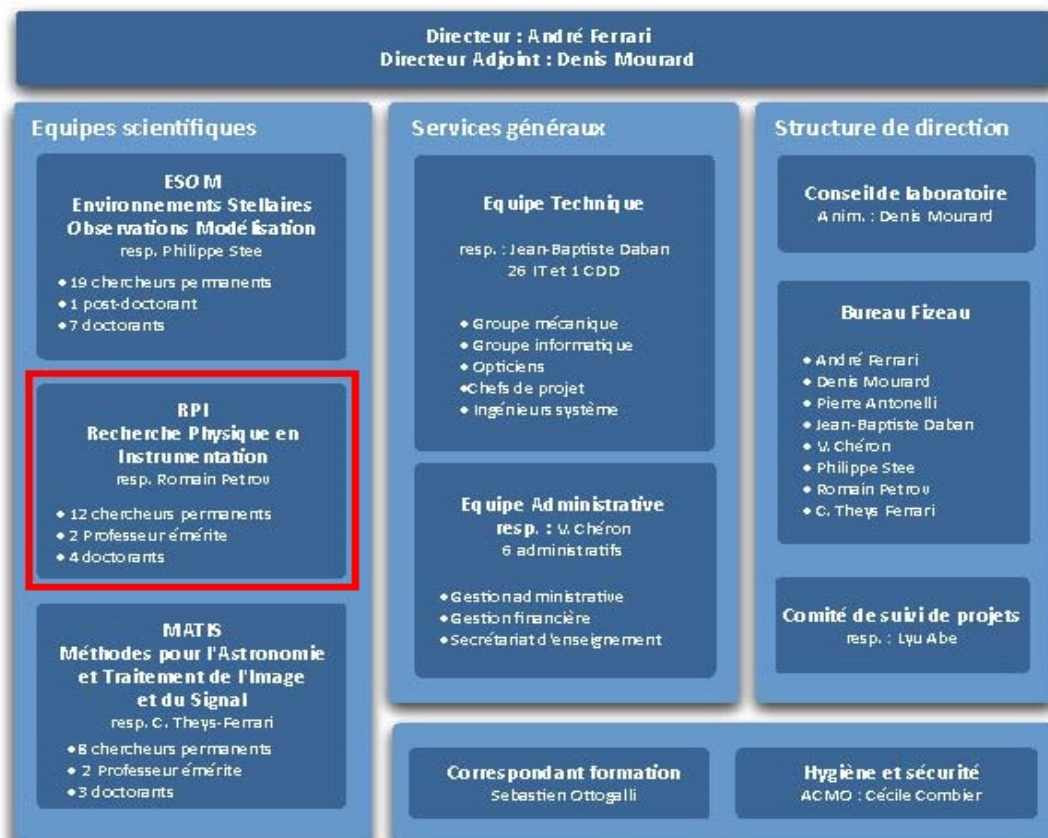 Directeur : André Ferrari
Directeur Adjoint : Denis Mourard
Equipes scientifiques
ESOM
Environnements Stellaires
Observations Modélisation
resp. Philippe Stee
• 19 chercheurs permanents
• 1 post-doctorant
• 7 doctorants
RPI
Recherche Physique en
Instrumentation
resp. Romain Petrov
• 12 chercheurs permanents
• 2 Professeur émérite
• 4 doctorants
MATIS
Méthodes pour l'Astronomie
et Traitement de l'Image
et du Signal
resp. C. Theys-Ferrari
• 8 chercheurs permanents
• 2 Professeur émérite
• 3 doctorants
Services généraux
Equipe Technique
resp. : Jean-Baptiste Daban
26 IT et 1 CDD
• Groupe mécanique
• Groupe informatique
• Opticiens
• Chefs de projet
• Ingénieurs système
Equipe Administrative
resp. : V. Chéron
6 administratifs
• Gestion administrative
• Gestion financière
• Secrétariat d'enseignement
Structure de direction
Conseil de laboratoire
Anim. : Denis Mourard
Bureau Fizeau
• André Ferrari
• Denis Mourard
• Pierre Antonelli
• Jean-Baptiste Daban
• V. Chéron
• Philippe Stee
• Romain Petrov
• C. Theys Ferrari
Comité de suivi de projets
resp. : Lyu Abe
Correspondant formation
Sebastien Ottogalli
Hygiène et sécurité
ACMO : Cécile Combier